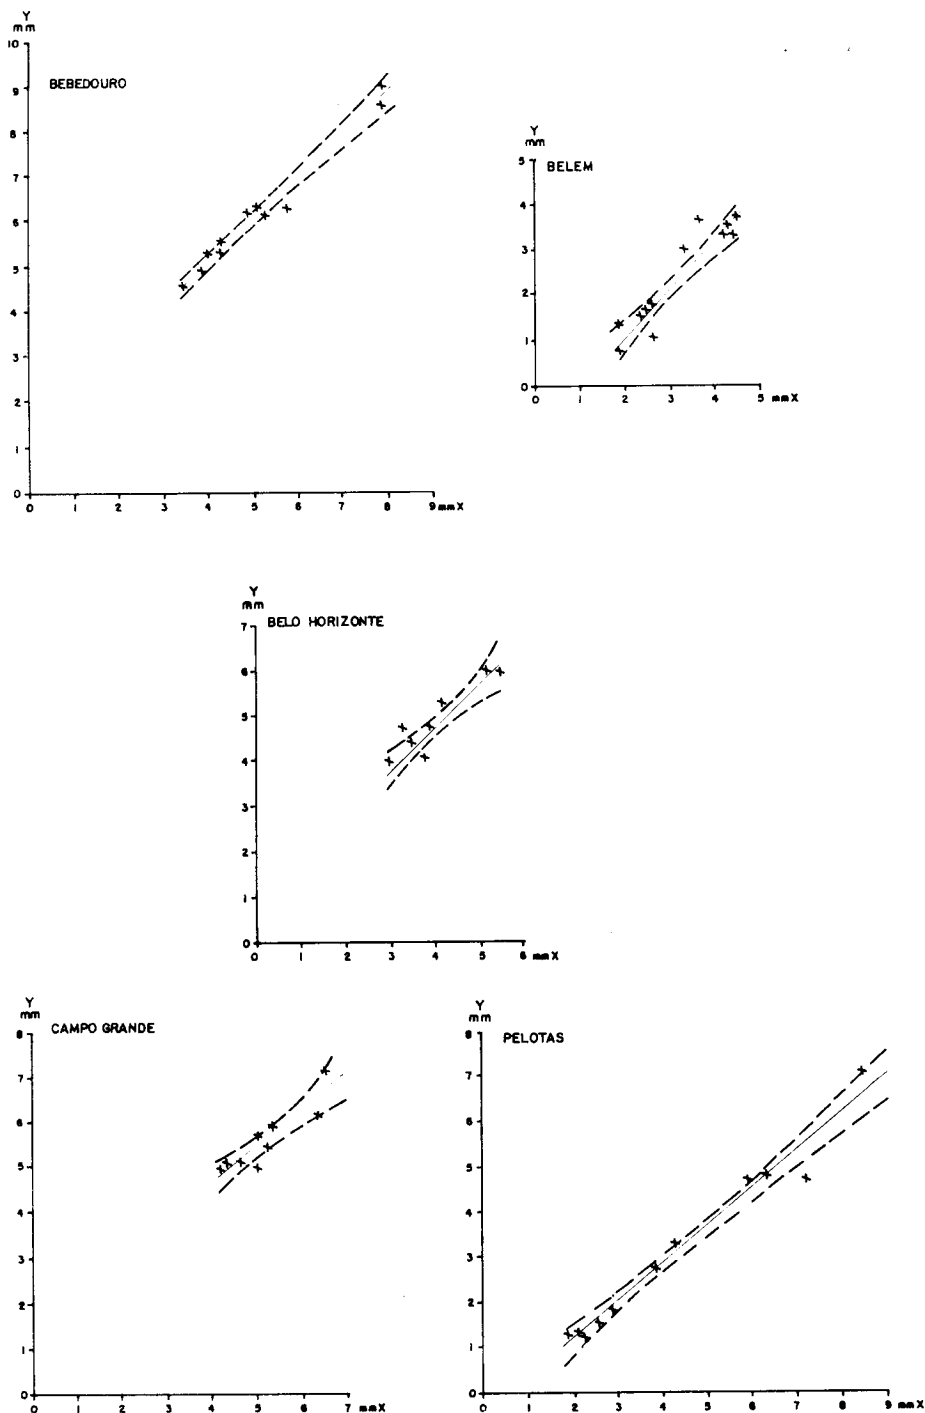 Y
mm
BEBEDOURO
10
9
8
7
6
5
4
3
2
1
0
0 1 2 3 4 5 6 7 8 9 mm X
Y
mm
BELEM
5
4
3
2
1
0
0 1 2 3 4 5 mm X
Y
mm
BELO HORIZONTE
7
6
5
4
3
2
1
0
0 1 2 3 4 5 6 mm X
Y
mm
CAMPO GRANDE
8
7
6
5
4
3
2
1
0
0 1 2 3 4 5 6 7 mm X
Y
mm
PELOTAS
8
7
6
5
4
3
2
1
0
0 1 2 3 4 5 6 7 8 9 mm X